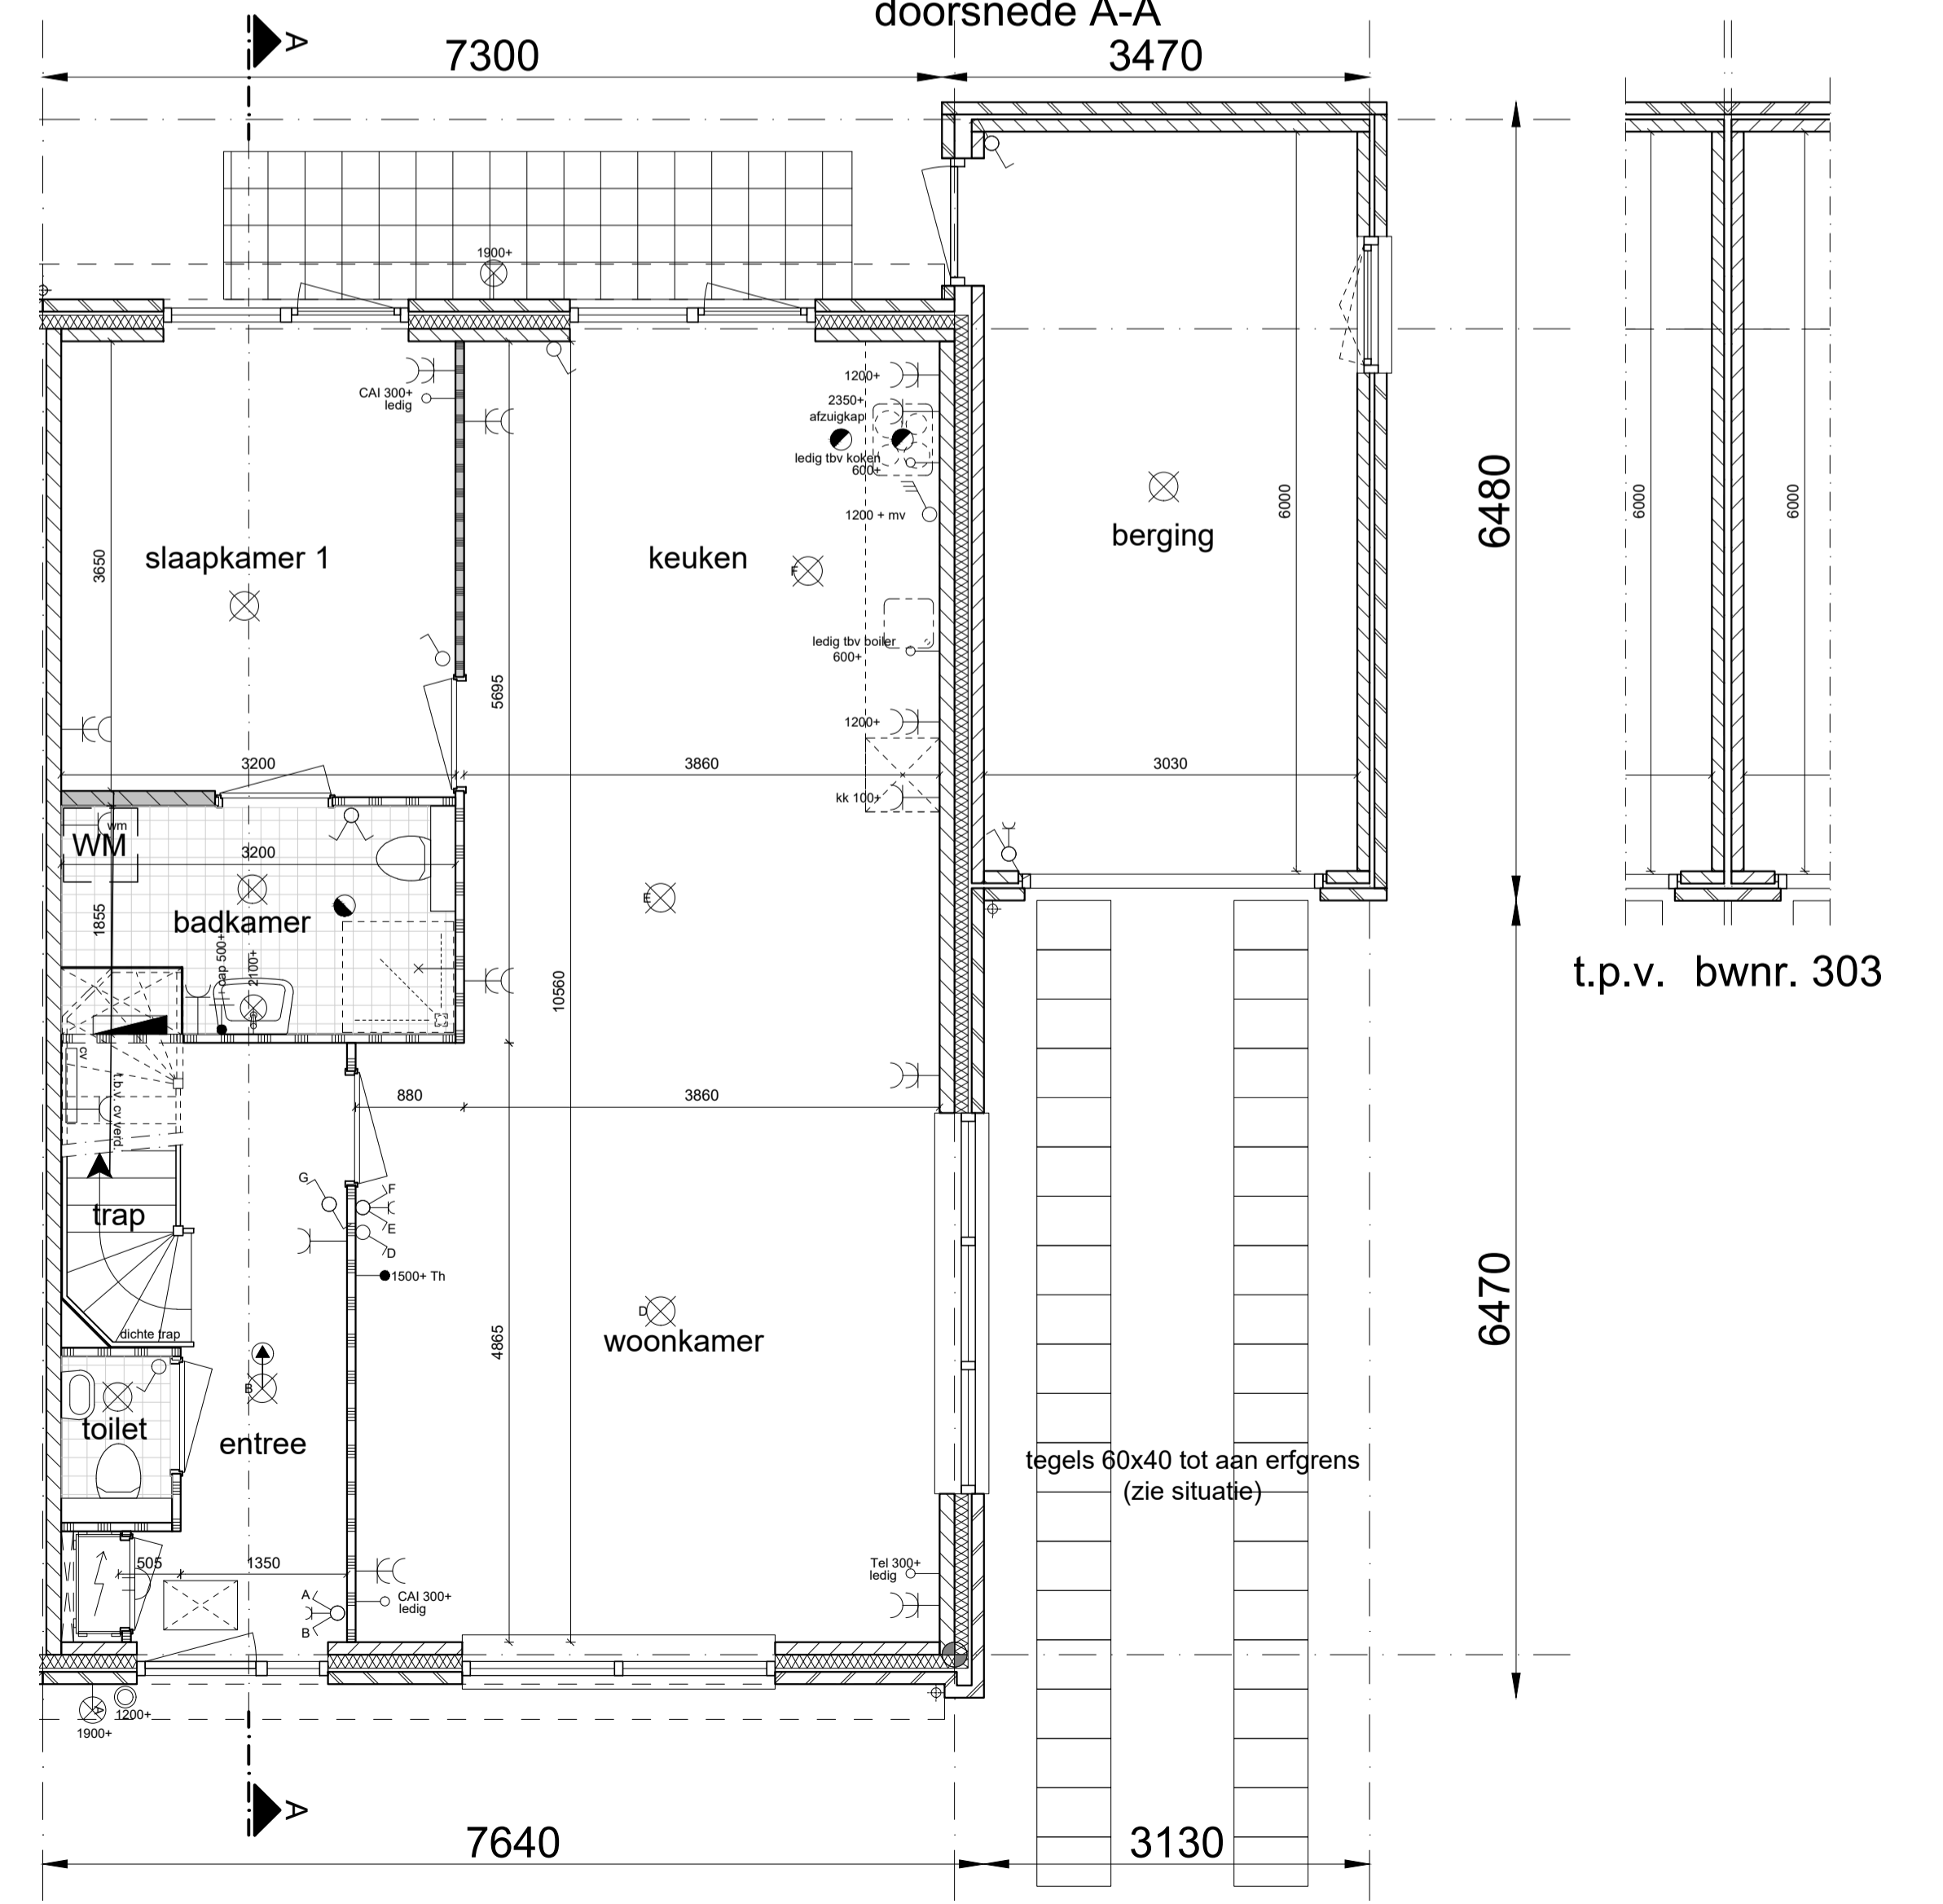 doorsnede A-A
7300
3470
A
1900+
CAI 300+
ledig
1200+
2350+
afzuigkap
ledig tbv koken
600+
1200 + mv
slaapkamer 1
keuken
F
berging
3650
6000
6480
6000
6000
ledig tbv boiler
600+
5695
1200+
3200
3860
3030
kk 100+
wm
WM
3200
E
1855
badkamer
cap 500+
2100+
10560
t.p.v. bwnr. 303
cv
t.b.v. cv verd.
880
3860
G
F
E
D
trap
1500+ Th
D
woonkamer
dichte trap
4865
6470
B
toilet
entree
tegels 60x40 tot aan erfgrens
(zie situatie)
505
1350
Tel 300+
ledig
A
B
CAI 300+
ledig
A
1200+
1900+
A
7640
3130